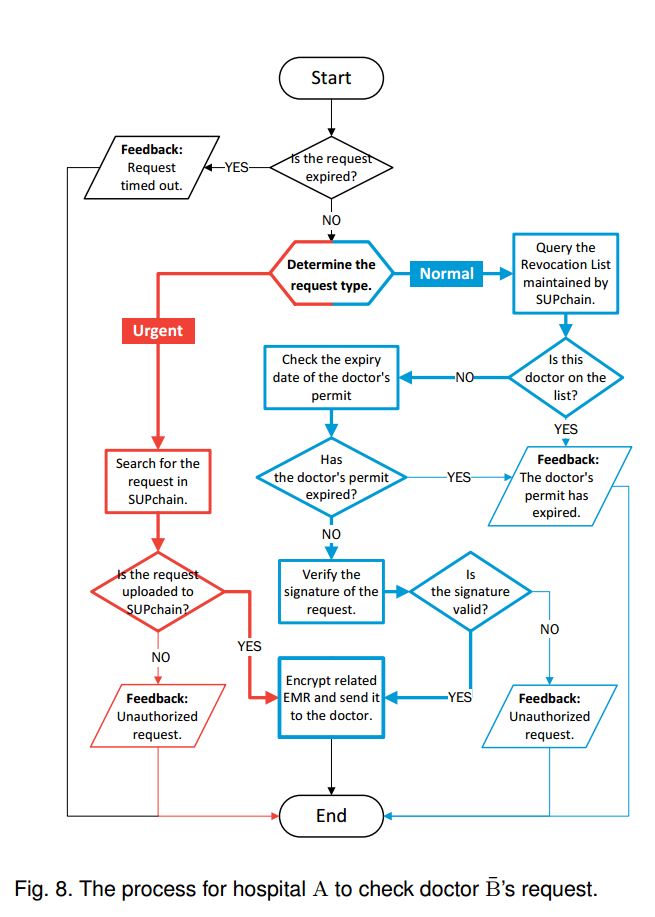 Start
Is the request
expired?
YES
Feedback:
Request
timed out.
NO
Determine the
request type.
Normal
Query the
Revocation List
maintained by
SUPchain.
Urgent
Is this
doctor on the
list?
NO
Check the expiry
date of the doctor's
permit
YES
Has
the doctor's permit
expired?
YES
Feedback:
The doctor's
permit has
expired.
Search for the
request in
SUPchain.
NO
Verify the
signature of the
request.
Is
the signature
valid?
Is the request
uploaded to
SUPchain?
YES
NO
NO
Encrypt related
EMR and send it
to the doctor.
YES
Feedback:
Unauthorized
request.
Feedback:
Unauthorized
request.
End
Fig. 8. The process for hospital A to check doctor B̄'s request.